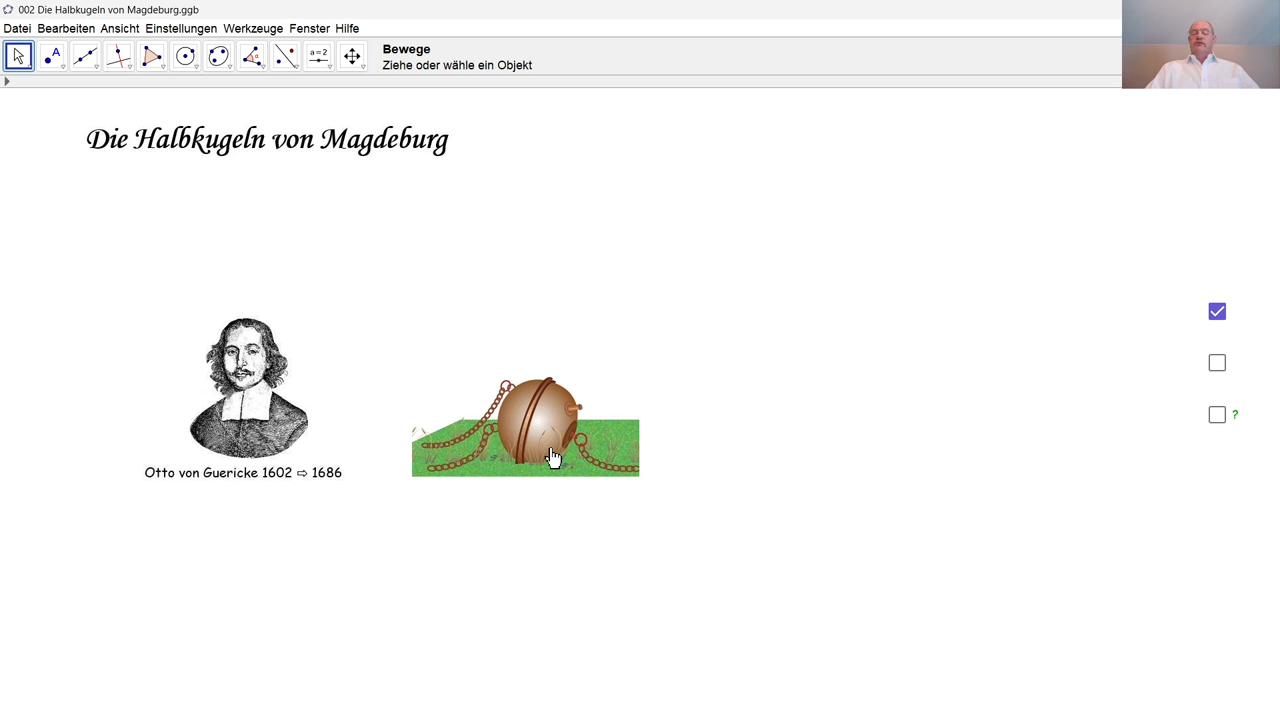 002 Die Halbkugeln von Magdeburg.ggb
Datei Bearbeiten Ansicht Einstellungen Werkzeuge Fenster Hilfe
A
α
a=2
Bewege
Ziehe oder wähle ein Objekt
Die Halbkugeln von Magdeburg
?
Otto von Guericke 1602 ⇨ 1686